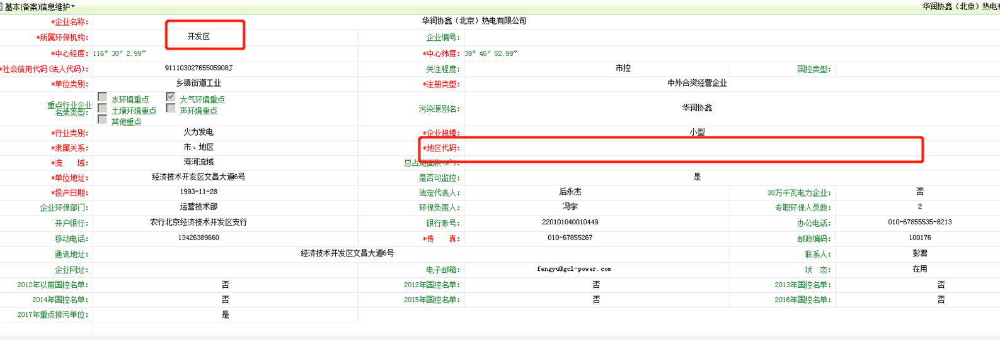 基本(备案)信息维护 华润协鑫（北京）热电有
*企业名称: 华润协鑫（北京）热电有限公司
*所属环保机构: 开发区 企业编号:
*中心经度: 116° 30′ 2.99″ *中心纬度: 39° 46′ 52.99″
*社会信用代码(法人代码): 91110302765505908J 关注程度: 市控 国控类型:
*单位类别: 乡镇街道工业 *注册类型: 中外合资经营企业
重点行业企业名录类型: 水环境重点 大气环境重点 污染源别名: 华润协鑫
土壤环境重点 声环境重点
其他重点
*行业类别: 火力发电 *企业规模: 小型
*隶属关系: 市、地区 *地区代码:
*流 域: 海河流域 总占地面积(m²):
*单位地址: 经济技术开发区文昌大道6号 是否可监控: 是
*投产日期: 1993-11-28 法定代表人: 后永杰 30万千瓦电力企业: 否
企业环保部门: 运营技术部 环保负责人: 冯宇 专职环保人员数: 2
开户银行: 农行北京经济技术开发区支行 银行账号: 220101040010449 办公电话: 010-67855535-8213
移动电话: 13426389660 *传 真: 010-67855267 邮政编码: 100176
通讯地址: 经济技术开发区文昌大道6号 联系人: 彭君
企业网址: 电子邮箱: fengyu@gcl-power.com 状 态: 在用
2012年以前国控名单: 否 2012年国控名单: 否 2013年国控名单: 否
2014年国控名单: 否 2015年国控名单: 否 2016年国控名单: 否
2017年重点排污单位: 是